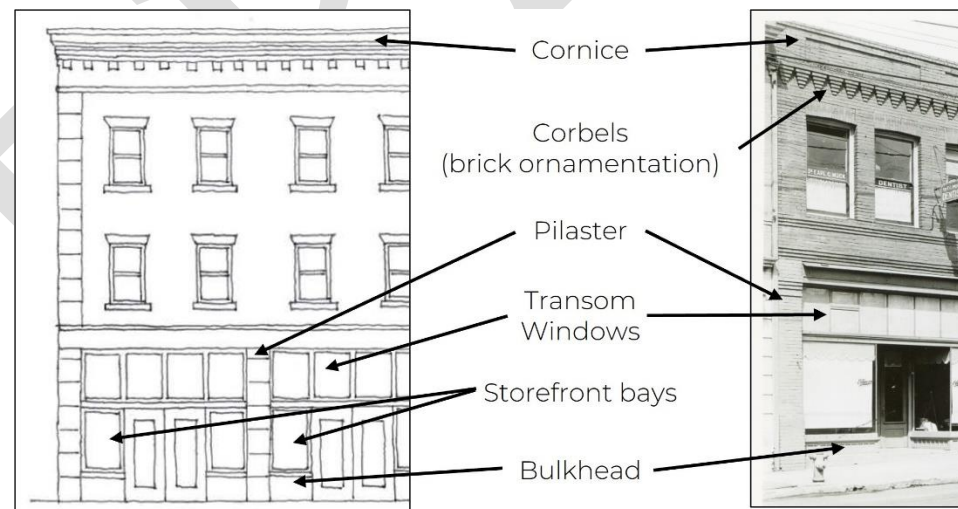 Cornice
Corbels
(brick ornamentation)
Pilaster
Transom
Windows
Storefront bays
Bulkhead
DENTIST